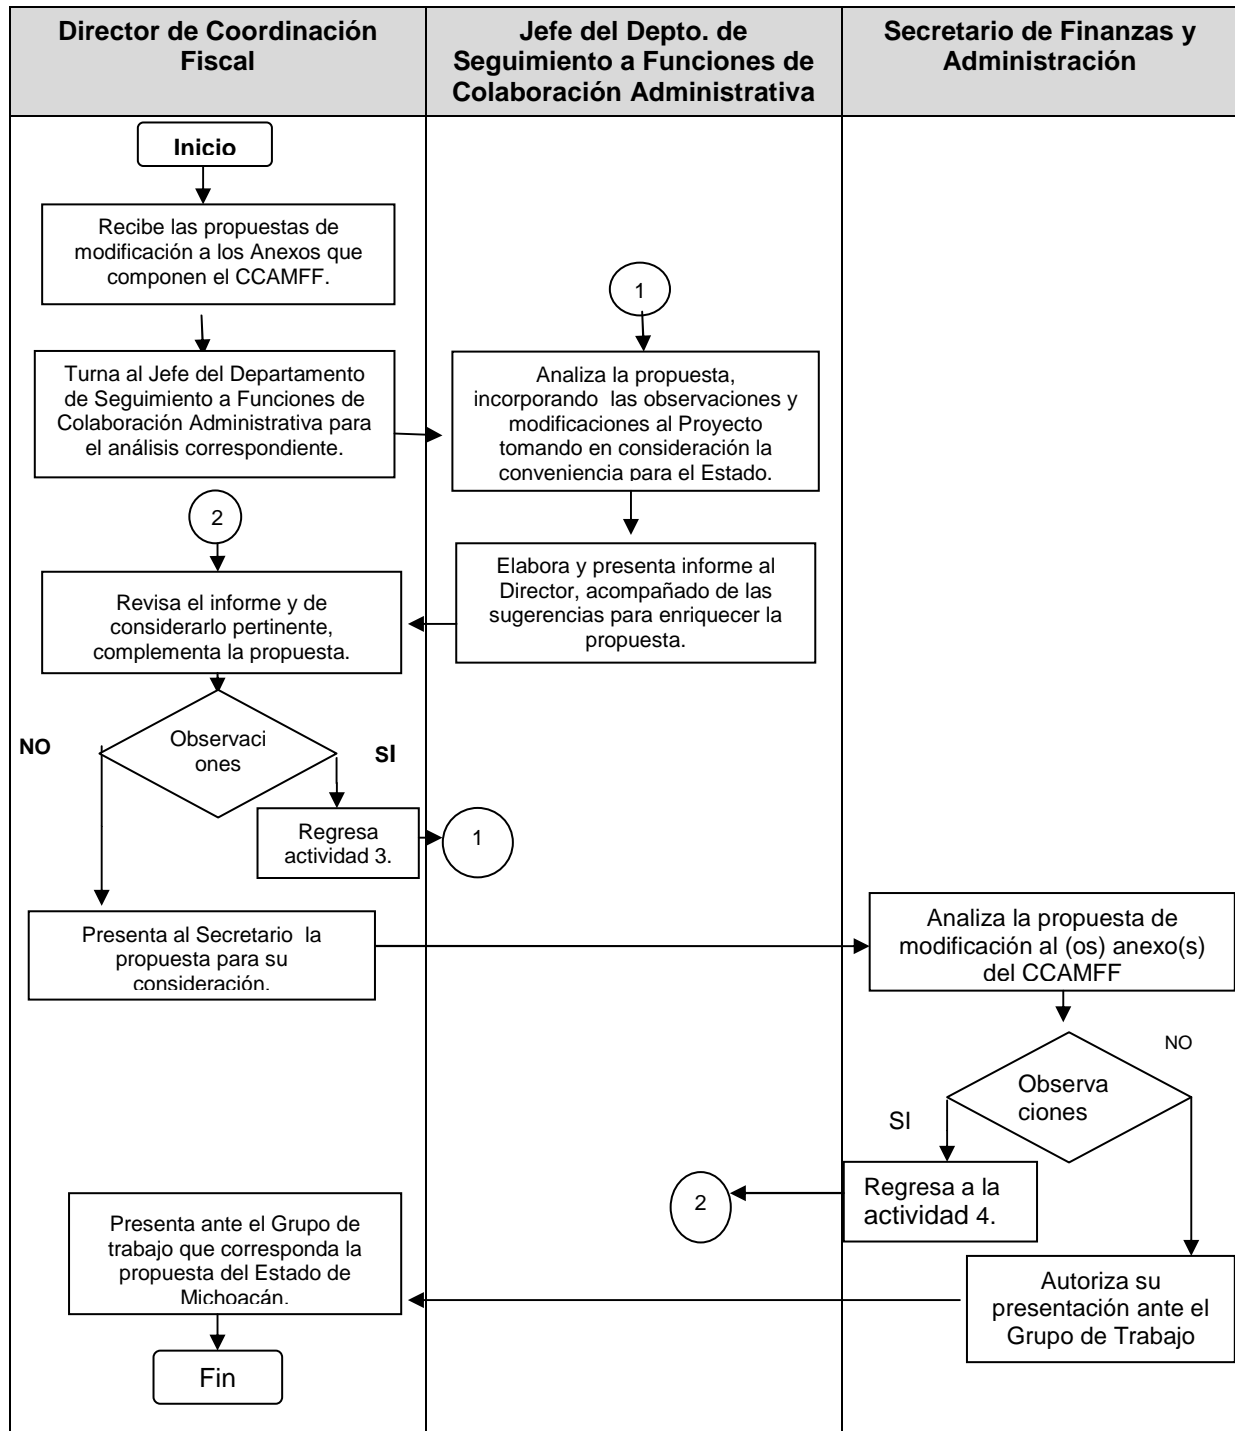 Director de Coordinación
Fiscal
Jefe del Depto. de
Seguimiento a Funciones de
Colaboración Administrativa
Secretario de Finanzas y
Administración
Inicio
Recibe las propuestas de
modificación a los Anexos que
componen el CCAMFF.
Turna al Jefe del Departamento
de Seguimiento a Funciones de
Colaboración Administrativa para
el análisis correspondiente.
1
Analiza la propuesta,
incorporando las observaciones y
modificaciones al Proyecto
tomando en consideración la
conveniencia para el Estado.
Elabora y presenta informe al
Director, acompañado de las
sugerencias para enriquecer la
propuesta.
2
Revisa el informe y de
considerarlo pertinente,
complementa la propuesta.
NO
Observaci
ones
SI
Regresa
actividad 3.
1
Presenta al Secretario la
propuesta para su
consideración.
Analiza la propuesta de
modificación al (os) anexo(s)
del CCAMFF
NO
Observa
ciones
SI
Regresa a la
actividad 4.
2
Autoriza su
presentación ante el
Grupo de Trabajo
Presenta ante el Grupo de
trabajo que corresponda la
propuesta del Estado de
Michoacán.
Fin